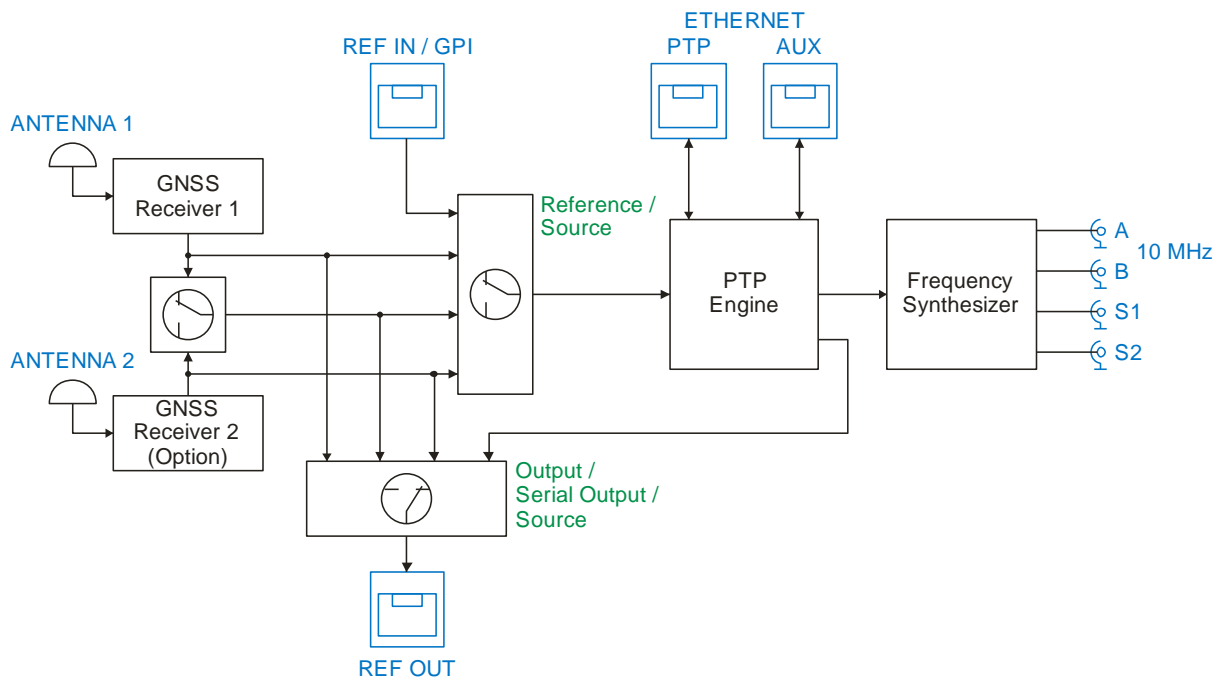 ETHERNET
REF IN / GPI
PTP
AUX
ANTENNA 1
GNSS
Receiver 1
Reference /
Source
PTP
Engine
Frequency
Synthesizer
A
10 MHz
B
S1
S2
ANTENNA 2
GNSS
Receiver 2
(Option)
Output /
Serial Output /
Source
REF OUT